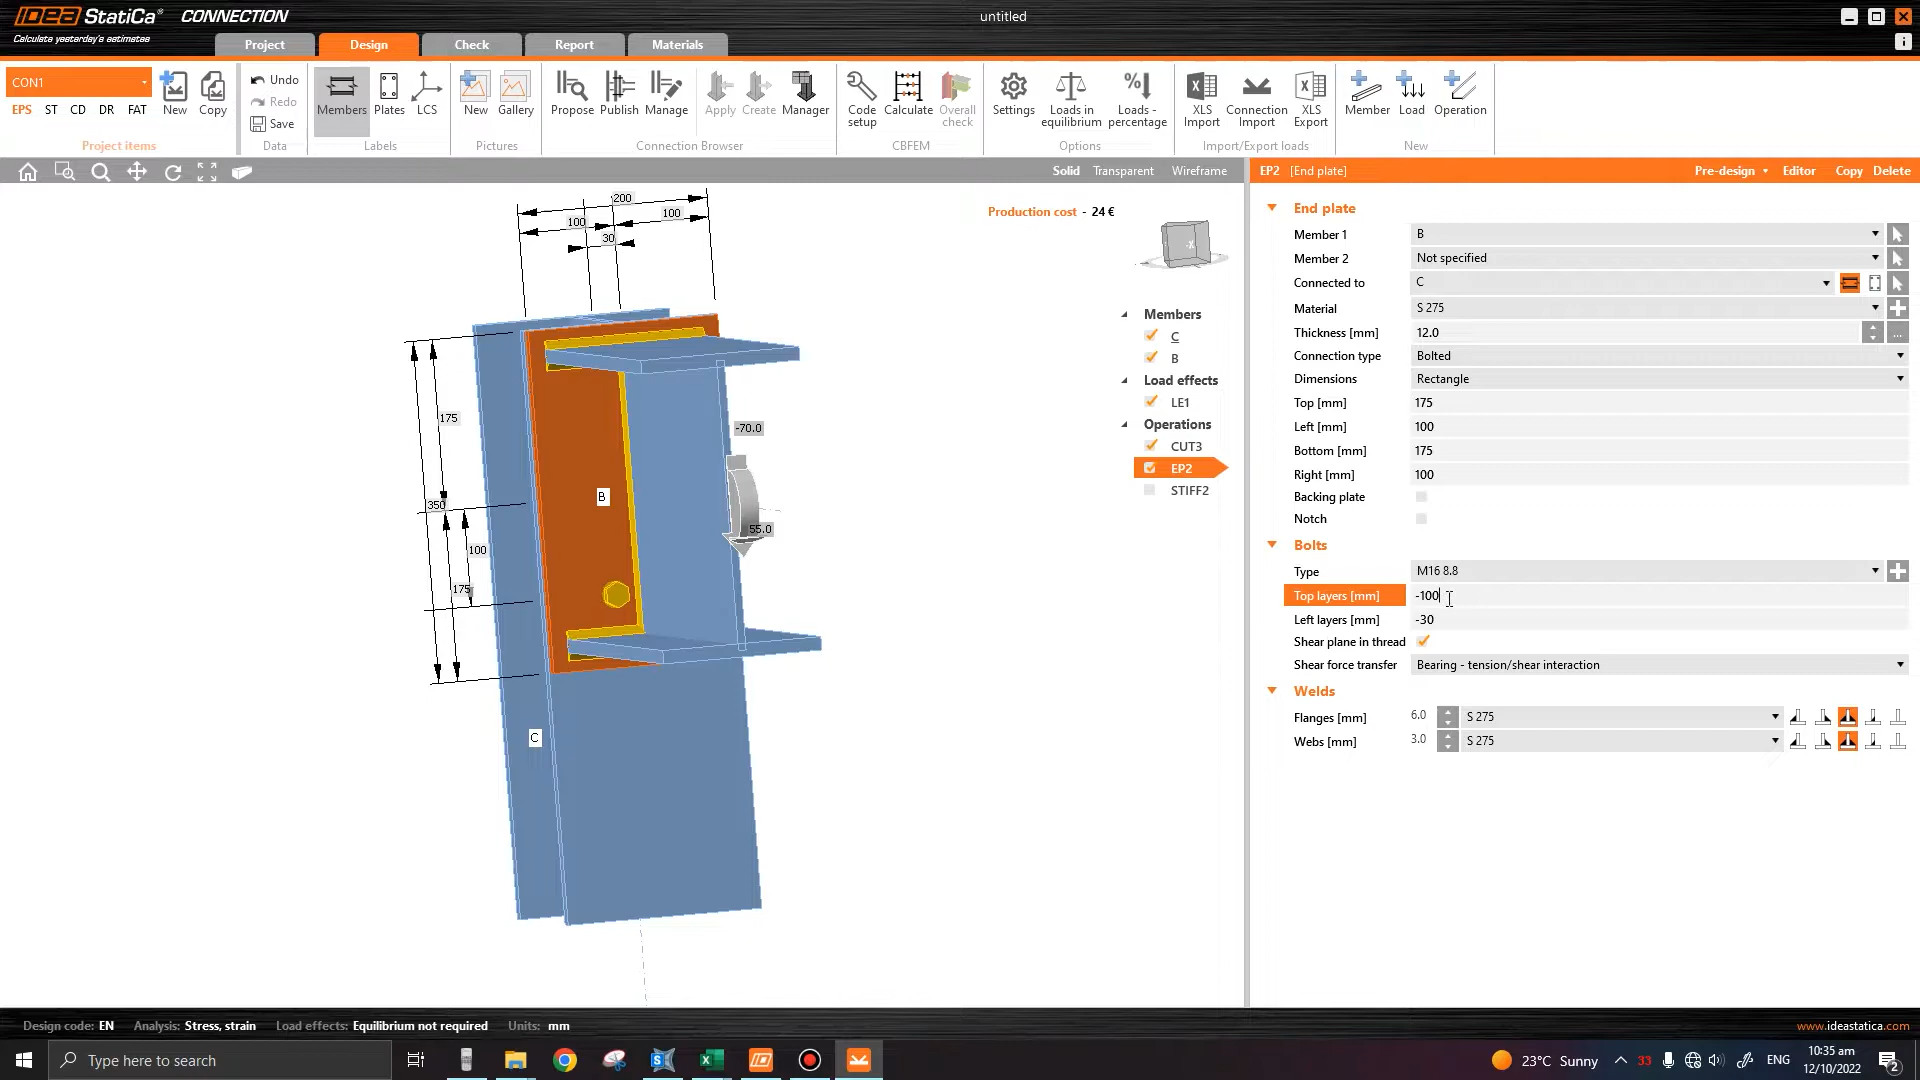 IDEA StatiCa® CONNECTION
Calculate yesterday's estimates
untitled
Project Design Check Report Materials
CON1
EPS ST CD DR FAT
New Copy
Undo
Redo
Save
Members Plates LCS
New Gallery
Propose Publish Manage Apply Create Manager
Code setup Calculate Overall check
Settings Loads in equilibrium Loads - percentage
XLS Import Connection Import XLS Export
Member Load Operation
Project items Data Labels Pictures Connection Browser CBFEM Options Import/Export loads New
Solid Transparent Wireframe
EP2 [End plate] Pre-design Editor Copy Delete
Production cost - 24 €
200
100 100
30
175
350
100
175
-70.0
55.0
B
C
-X
Members
C
B
Load effects
LE1
Operations
CUT3
EP2
STIFF2
End plate
Member 1 B
Member 2 Not specified
Connected to C
Material S 275
Thickness [mm] 12.0
Connection type Bolted
Dimensions Rectangle
Top [mm] 175
Left [mm] 100
Bottom [mm] 175
Right [mm] 100
Backing plate
Notch
Bolts
Type M16 8.8
Top layers [mm] -100
Left layers [mm] -30
Shear plane in thread
Shear force transfer Bearing - tension/shear interaction
Welds
Flanges [mm] 6.0 S 275
Webs [mm] 3.0 S 275
Design code: EN Analysis: Stress, strain Load effects: Equilibrium not required Units: mm
www.ideastatica.com
Type here to search
23°C Sunny 33 ENG
10:35 am
12/10/2022
2